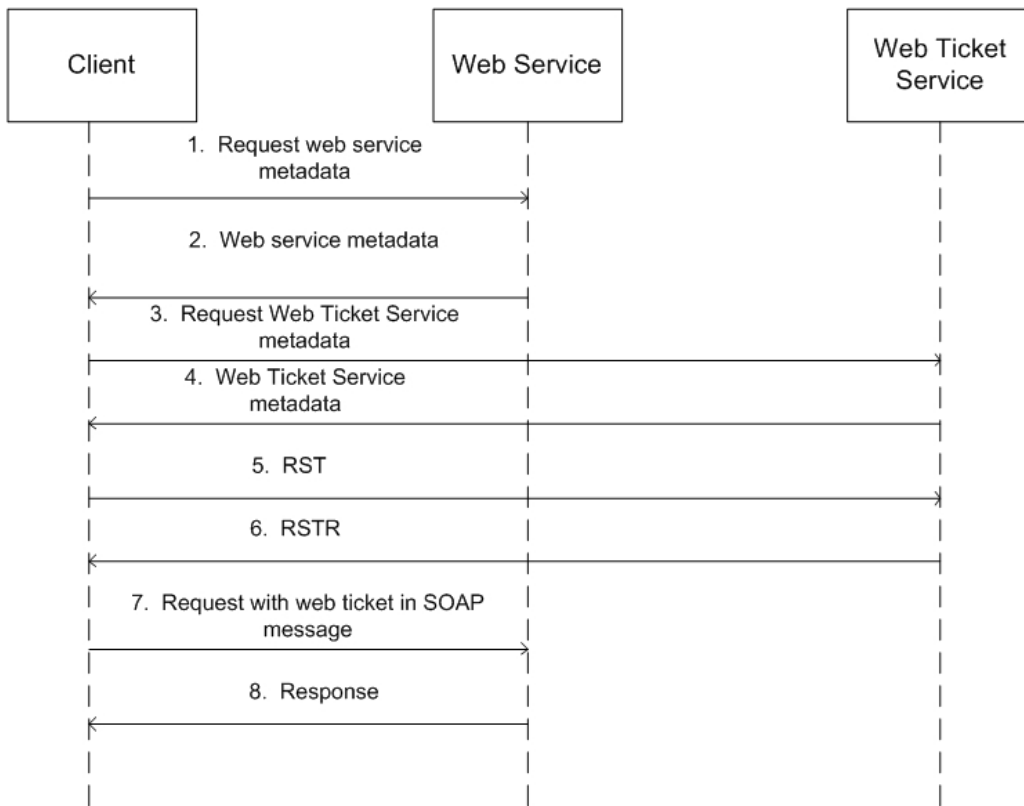 Client
Web Service
Web Ticket
Service
1. Request web service
metadata
2. Web service metadata
3. Request Web Ticket Service
metadata
4. Web Ticket Service
metadata
5. RST
6. RSTR
7. Request with web ticket in SOAP
message
8. Response